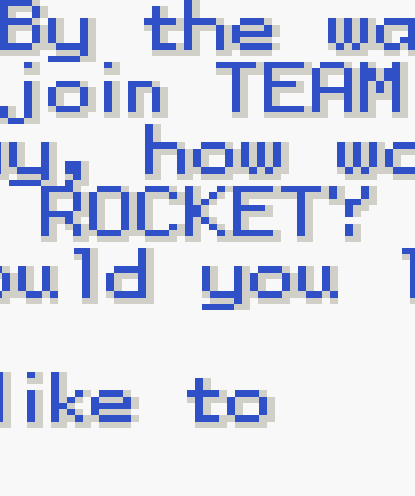 By the wa
join TEAM
y, how wo
ROCKET?
ould you l
like to